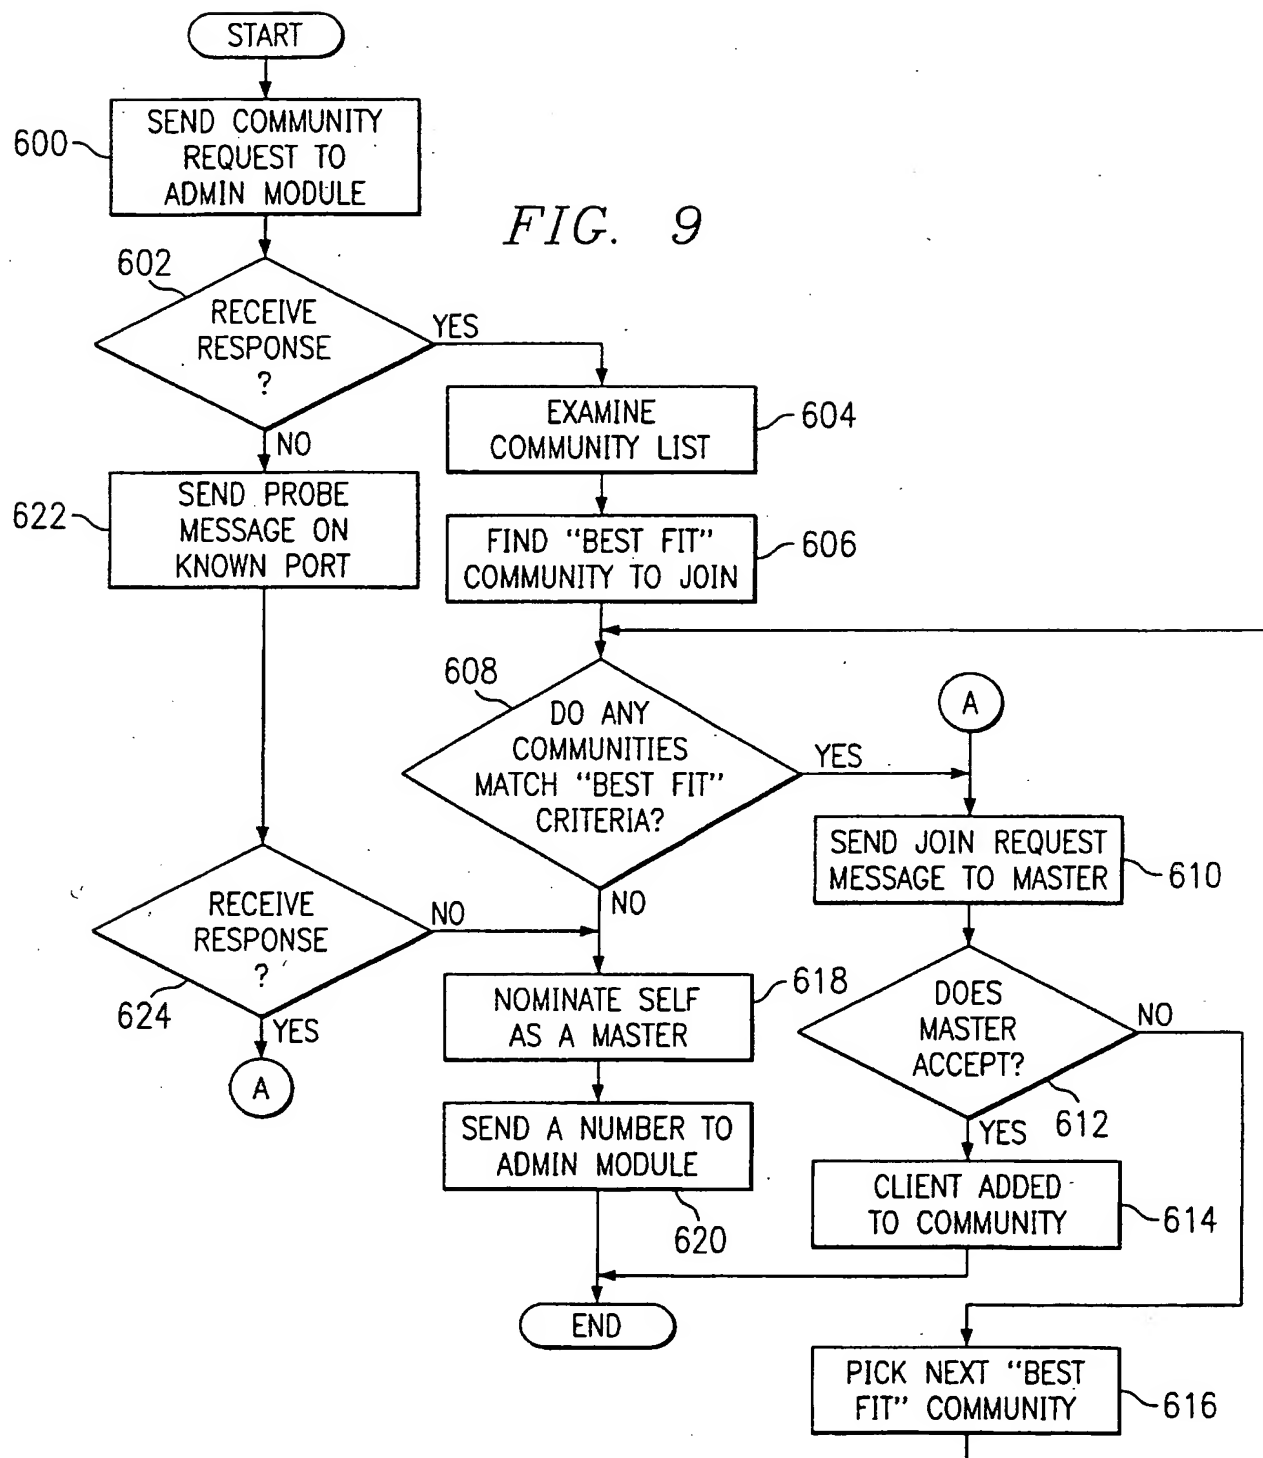 START
600
SEND COMMUNITY
REQUEST TO
ADMIN MODULE
FIG. 9
602
RECEIVE
RESPONSE
?
YES
NO
EXAMINE
COMMUNITY LIST
604
622
SEND PROBE
MESSAGE ON
KNOWN PORT
FIND “BEST FIT”
COMMUNITY TO JOIN
606
608
DO ANY
COMMUNITIES
MATCH “BEST FIT”
CRITERIA?
YES
NO
A
SEND JOIN REQUEST
MESSAGE TO MASTER
610
RECEIVE
RESPONSE
?
NO
624
YES
A
NOMINATE SELF
AS A MASTER
618
DOES
MASTER
ACCEPT?
NO
612
YES
SEND A NUMBER TO
ADMIN MODULE
620
CLIENT ADDED
TO COMMUNITY
614
END
PICK NEXT “BEST
FIT” COMMUNITY
616